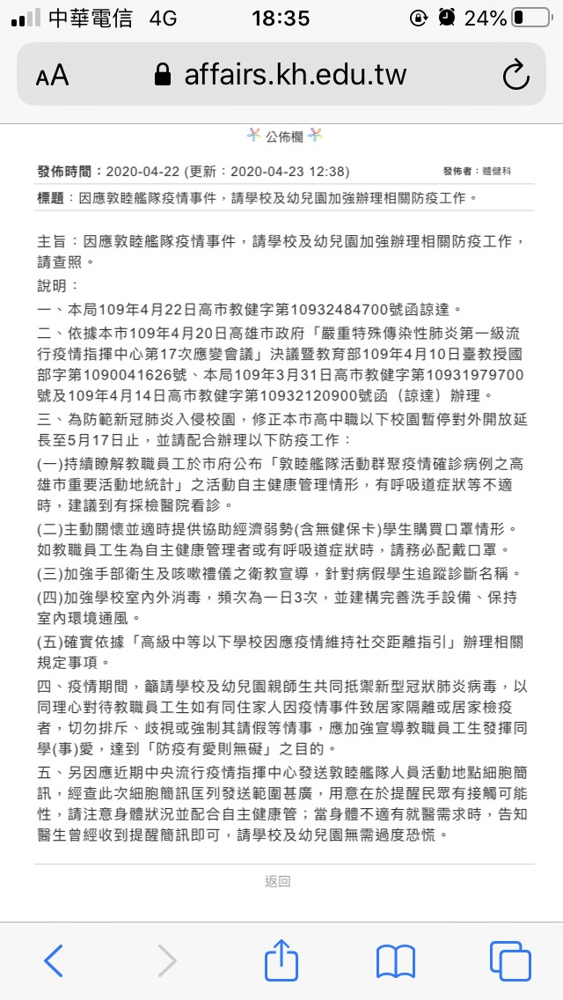 中華電信 4G 18:35 24%
AA affairs.kh.edu.tw
公佈欄
發佈時間：2020-04-22 (更新：2020-04-23 12:38) 發佈者：體健科
標題：因應敦睦艦隊疫情事件，請學校及幼兒園加強辦理相關防疫工作。
主旨：因應敦睦艦隊疫情事件，請學校及幼兒園加強辦理相關防疫工作，
請查照。
說明：
一、本局109年4月22日高市教健字第10932484700號函諒達。
二、依據本市109年4月20日高雄市政府「嚴重特殊傳染性肺炎第一級流
行疫情指揮中心第17次應變會議」決議暨教育部109年4月10日臺教授國
部字第1090041626號、本局109年3月31日高市教健字第10931979700
號及109年4月14日高市教健字第10932120900號函（諒達）辦理。
三、為防範新冠肺炎入侵校園，修正本市高中職以下校園暫停對外開放延
長至5月17日止，並請配合辦理以下防疫工作：
(一)持續瞭解教職員工於市府公布「敦睦艦隊活動群聚疫情確診病例之高
雄市重要活動地統計」之活動自主健康管理情形，有呼吸道症狀等不適
時，建議到有採檢醫院看診。
(二)主動關懷並適時提供協助經濟弱勢(含無健保卡)學生購買口罩情形。
如教職員工生為自主健康管理者或有呼吸道症狀時，請務必配戴口罩。
(三)加強手部衛生及咳嗽禮儀之衛教宣導，針對病假學生追蹤診斷名稱。
(四)加強學校室內外消毒，頻次為一日3次，並建構完善洗手設備、保持
室內環境通風。
(五)確實依據「高級中等以下學校因應疫情維持社交距離指引」辦理相關
規定事項。
四、疫情期間，籲請學校及幼兒園親師生共同抵禦新型冠狀肺炎病毒，以
同理心對待教職員工生如有同住家人因疫情事件致居家隔離或居家檢疫
者，切勿排斥、歧視或強制其請假等情事，應加強宣導教職員工生發揮同
學(事)愛，達到「防疫有愛則無礙」之目的。
五、另因應近期中央流行疫情指揮中心發送敦睦艦隊人員活動地點細胞簡
訊，經查此次細胞簡訊匡列發送範圍甚廣，用意在於提醒民眾有接觸可能
性，請注意身體狀況並配合自主健康管；當身體不適有就醫需求時，告知
醫生曾經收到提醒簡訊即可，請學校及幼兒園無需過度恐慌。
返回